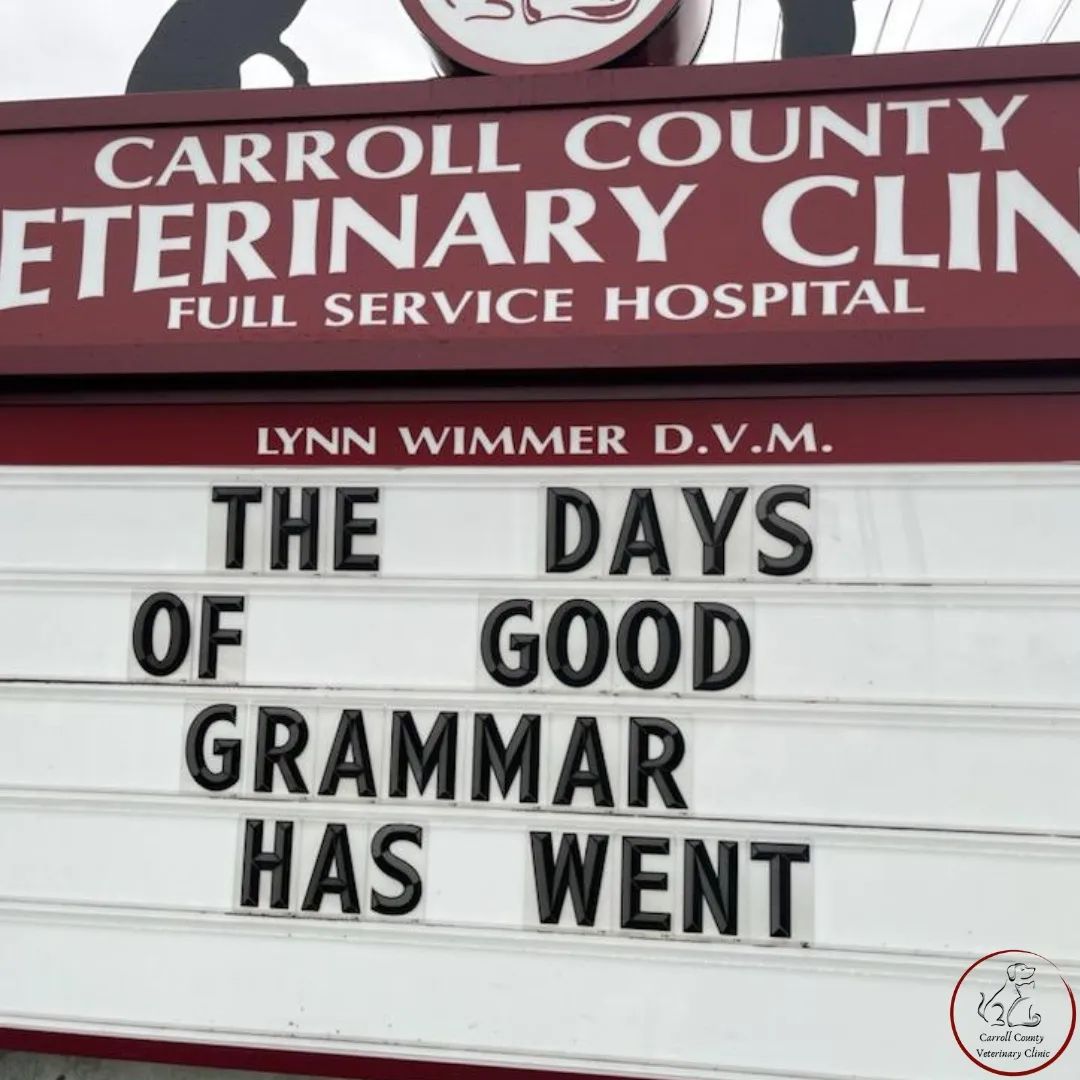 CARROLL COUNTY
ETERINARY CLIN
FULL SERVICE HOSPITAL
LYNN WIMMER D.V.M.
THE DAYS
OF GOOD
GRAMMAR
HAS WENT
Carroll County
Veterinary Clinic